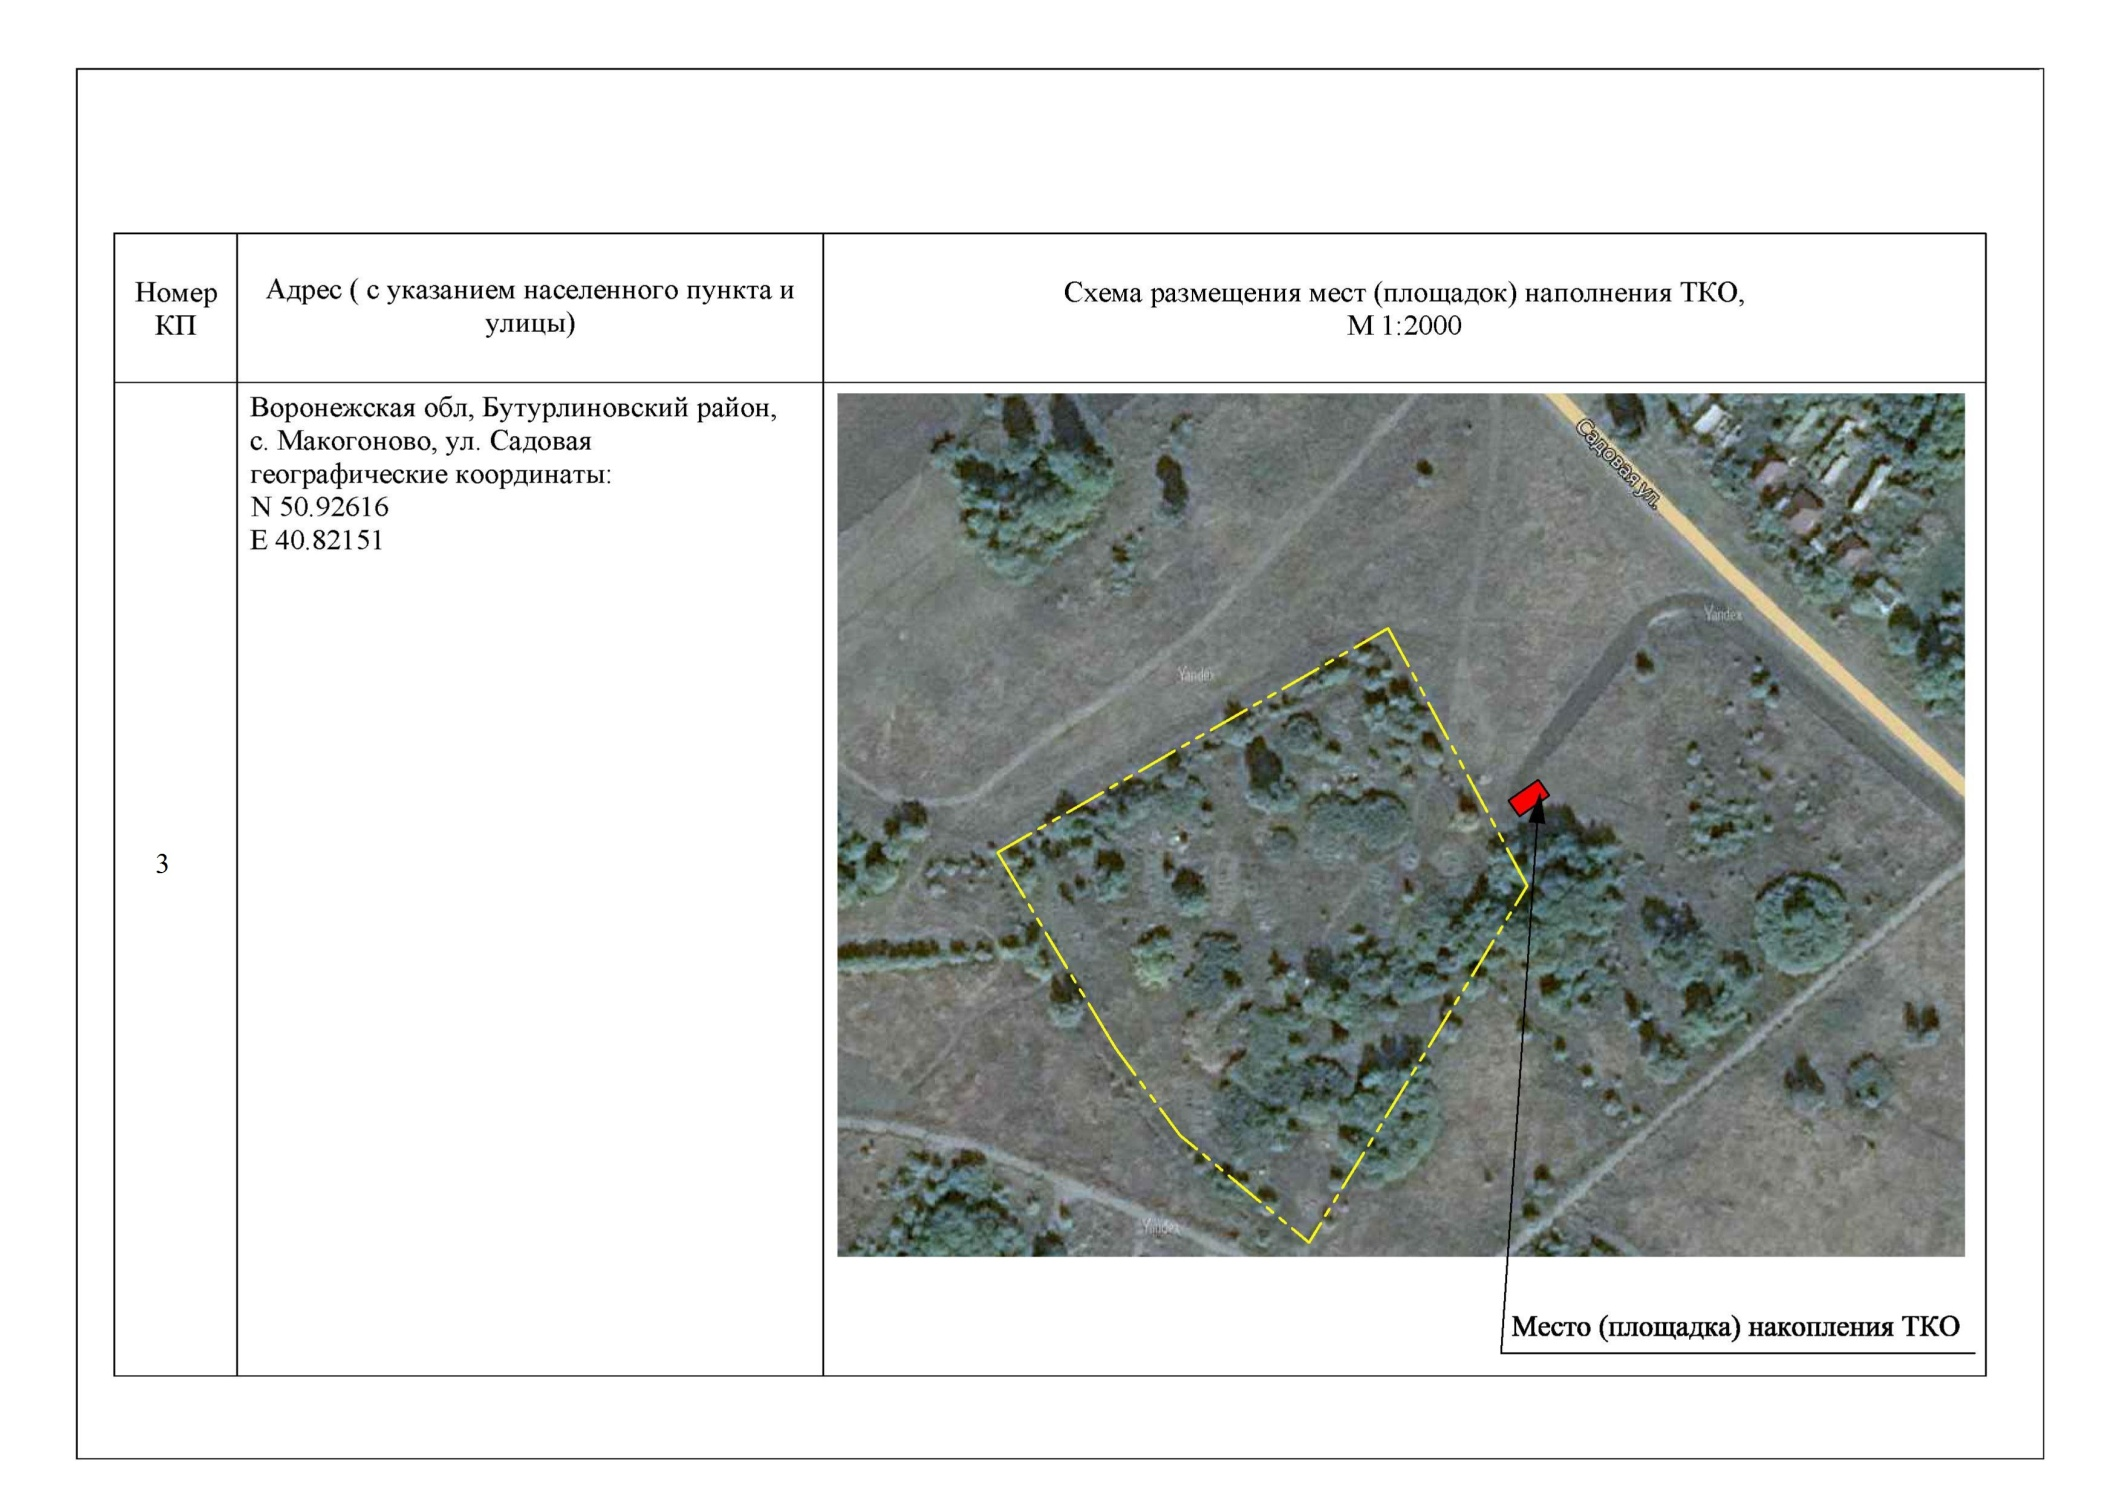 Номер
КП
Адрес ( с указанием населенного пункта и
улицы)
Схема размещения мест (площадок) наполнения ТКО,
М 1:2000
3
Воронежская обл, Бутурлиновский район,
с. Макогоново, ул. Садовая
географические координаты:
N 50.92616
E 40.82151
Садовая ул.
Yandex
Yandex
Yandex
Место (площадка) накопления ТКО